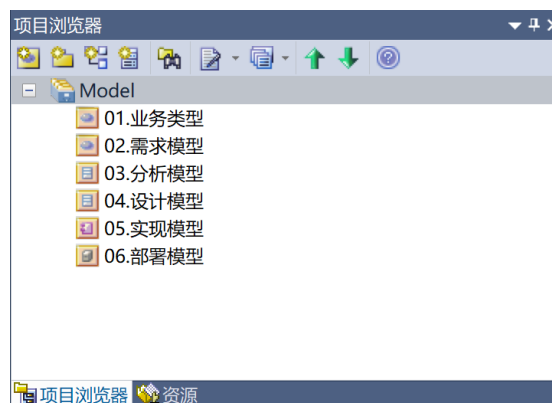 项目浏览器
Model
01.业务类型
02.需求模型
03.分析模型
04.设计模型
05.实现模型
06.部署模型
项目浏览器 资源